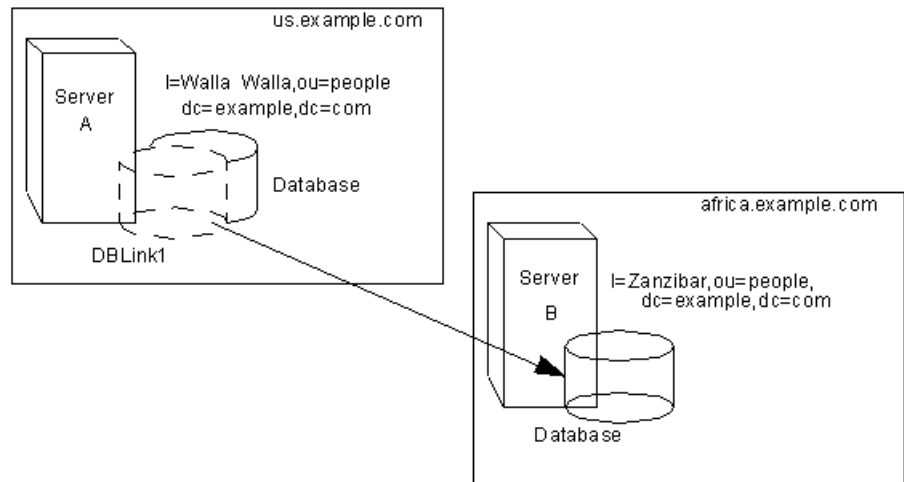 us.example.com
Server
A
l=Walla Walla,ou=people
dc=example,dc=com
Database
DBLink1
africa.example.com
Server
B
l=Zanzibar,ou=people,
dc=example,dc=com
Database